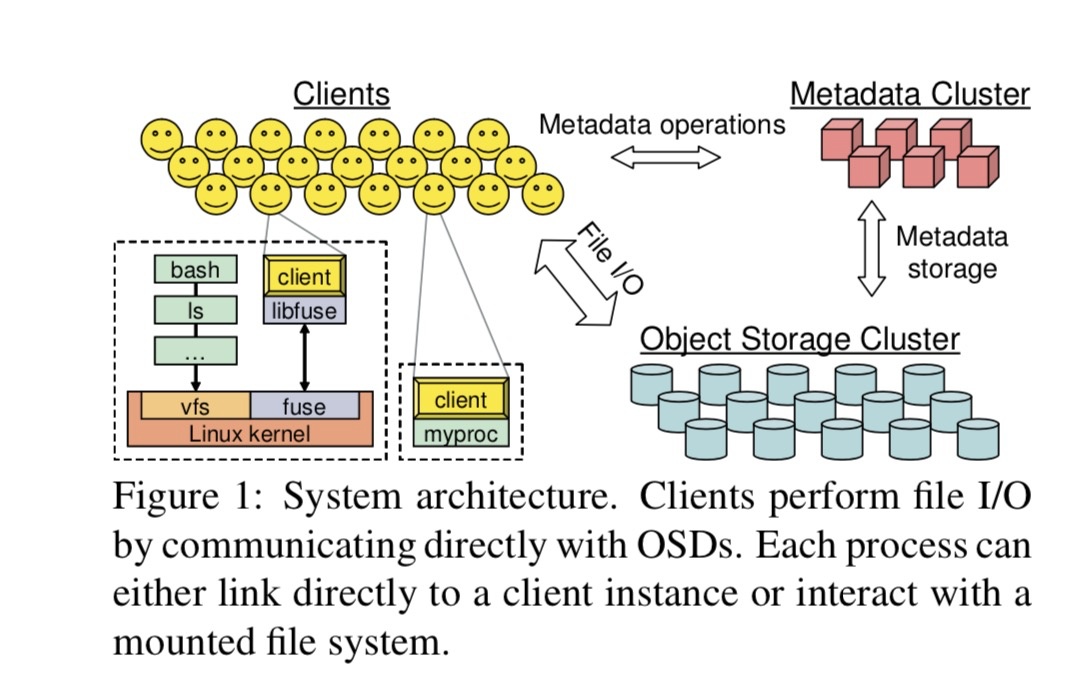 Clients
Metadata Cluster
Metadata operations
File I/O
Metadata
storage
bash
client
ls
libfuse
...
vfs
fuse
Linux kernel
client
myproc
Object Storage Cluster
Figure 1: System architecture. Clients perform file I/O
by communicating directly with OSDs. Each process can
either link directly to a client instance or interact with a
mounted file system.